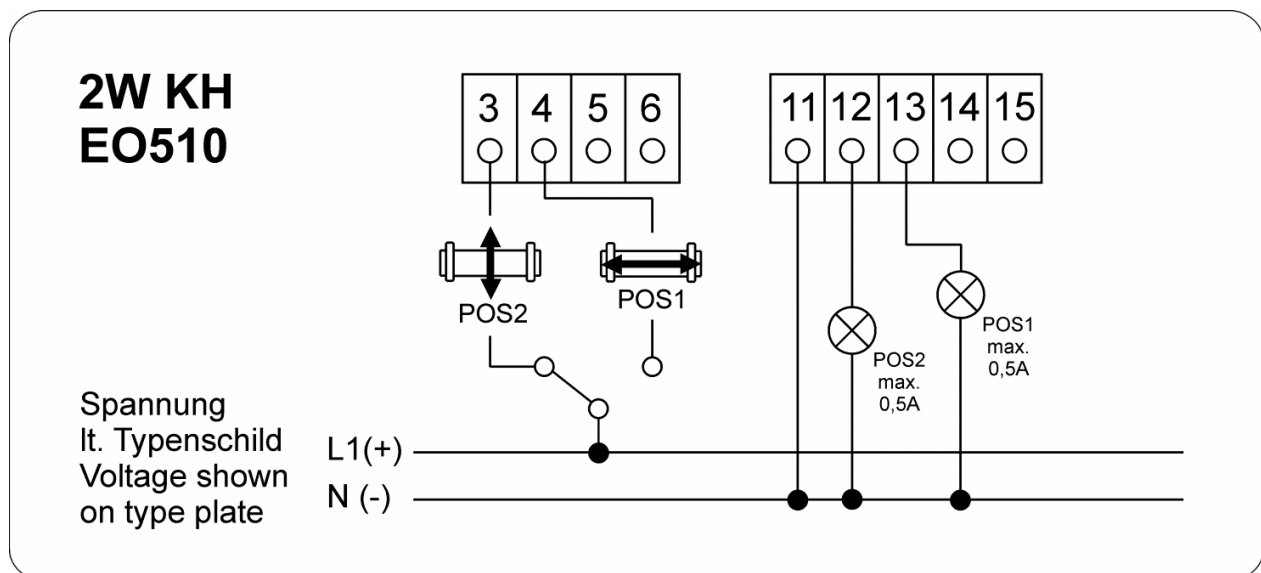 2W KH
EO510
3 4 5 6
11 12 13 14 15
POS2
POS1
POS1
max.
0,5A
POS2
max.
0,5A
Spannung
lt. Typenschild
Voltage shown
on type plate
L1(+)
N (-)